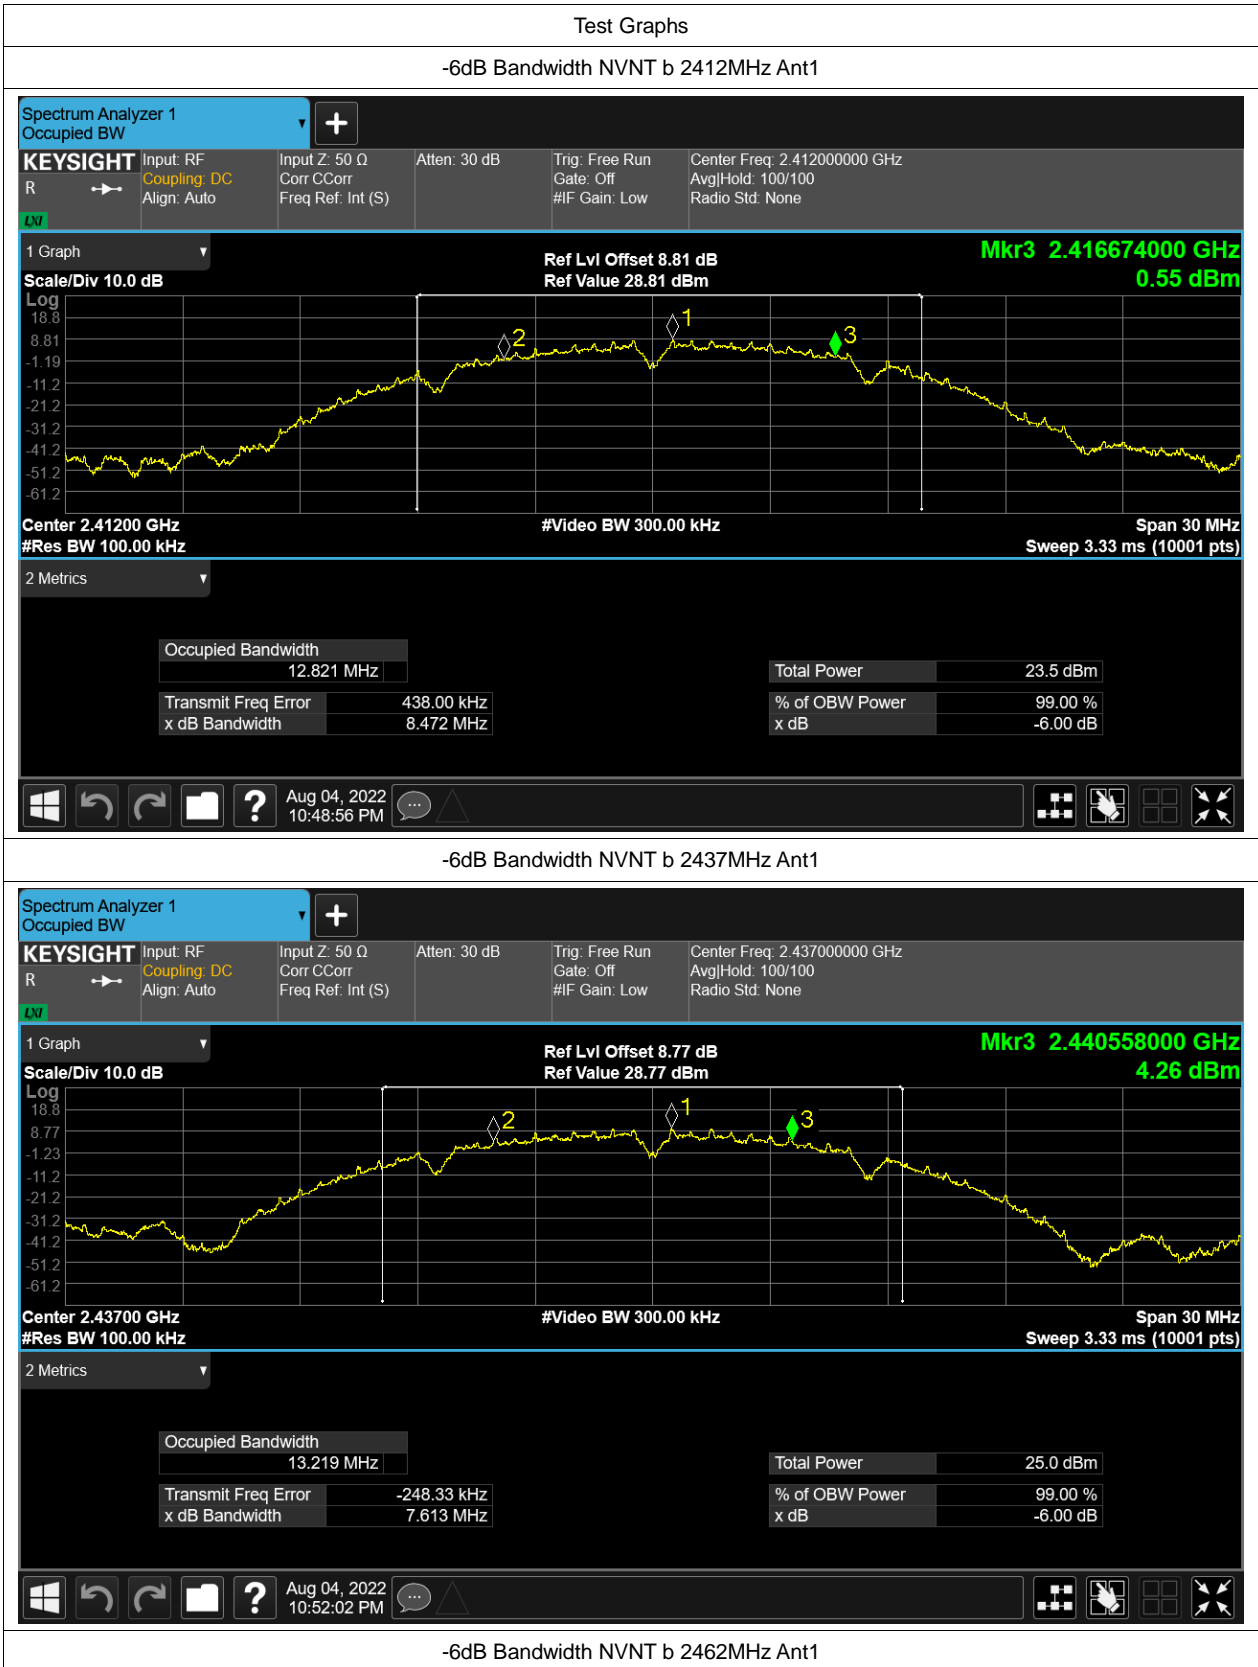 Test Graphs
-6dB Bandwidth NVNT b 2412MHz Ant1
Spectrum Analyzer 1
Occupied BW
KEYSIGHT
R
LXI
Input: RF
Coupling: DC
Align: Auto
Input Z: 50 Ω
Corr CCorr
Freq Ref: Int (S)
Atten: 30 dB
Trig: Free Run
Gate: Off
#IF Gain: Low
Center Freq: 2.412000000 GHz
Avg|Hold: 100/100
Radio Std: None
1 Graph
Scale/Div 10.0 dB
Ref Lvl Offset 8.81 dB
Ref Value 28.81 dBm
Mkr3 2.416674000 GHz
0.55 dBm
Log
18.8
8.81
-1.19
-11.2
-21.2
-31.2
-41.2
-51.2
-61.2
2
1
3
Center 2.41200 GHz
#Res BW 100.00 kHz
#Video BW 300.00 kHz
Span 30 MHz
Sweep 3.33 ms (10001 pts)
2 Metrics
Occupied Bandwidth
12.821 MHz
Total Power 23.5 dBm
Transmit Freq Error 438.00 kHz
x dB Bandwidth 8.472 MHz
% of OBW Power 99.00 %
x dB -6.00 dB
?
Aug 04, 2022
10:48:56 PM
-6dB Bandwidth NVNT b 2437MHz Ant1
Spectrum Analyzer 1
Occupied BW
KEYSIGHT
R
LXI
Input: RF
Coupling: DC
Align: Auto
Input Z: 50 Ω
Corr CCorr
Freq Ref: Int (S)
Atten: 30 dB
Trig: Free Run
Gate: Off
#IF Gain: Low
Center Freq: 2.437000000 GHz
Avg|Hold: 100/100
Radio Std: None
1 Graph
Scale/Div 10.0 dB
Ref Lvl Offset 8.77 dB
Ref Value 28.77 dBm
Mkr3 2.440558000 GHz
4.26 dBm
Log
18.8
8.77
-1.23
-11.2
-21.2
-31.2
-41.2
-51.2
-61.2
2
1
3
Center 2.43700 GHz
#Res BW 100.00 kHz
#Video BW 300.00 kHz
Span 30 MHz
Sweep 3.33 ms (10001 pts)
2 Metrics
Occupied Bandwidth
13.219 MHz
Total Power 25.0 dBm
Transmit Freq Error -248.33 kHz
x dB Bandwidth 7.613 MHz
% of OBW Power 99.00 %
x dB -6.00 dB
?
Aug 04, 2022
10:52:02 PM
-6dB Bandwidth NVNT b 2462MHz Ant1